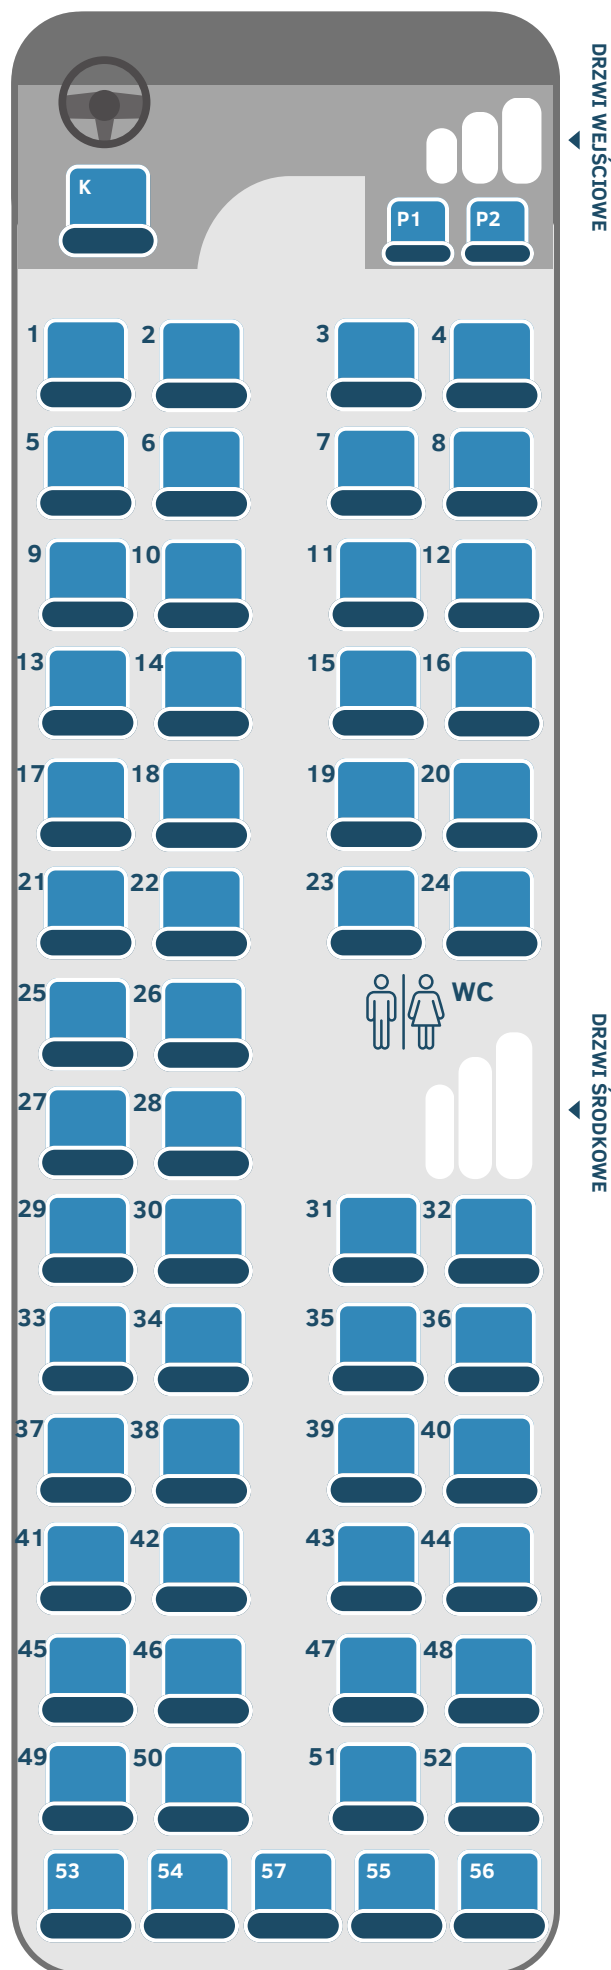 DRZWI WEJŚCIOWE
K
P1 P2
1 2 3 4
5 6 7 8
9 10 11 12
13 14 15 16
17 18 19 20
21 22 23 24
25 26 WC
DRZWI ŚRODKOWE
27 28
29 30 31 32
33 34 35 36
37 38 39 40
41 42 43 44
45 46 47 48
49 50 51 52
53 54 57 55 56